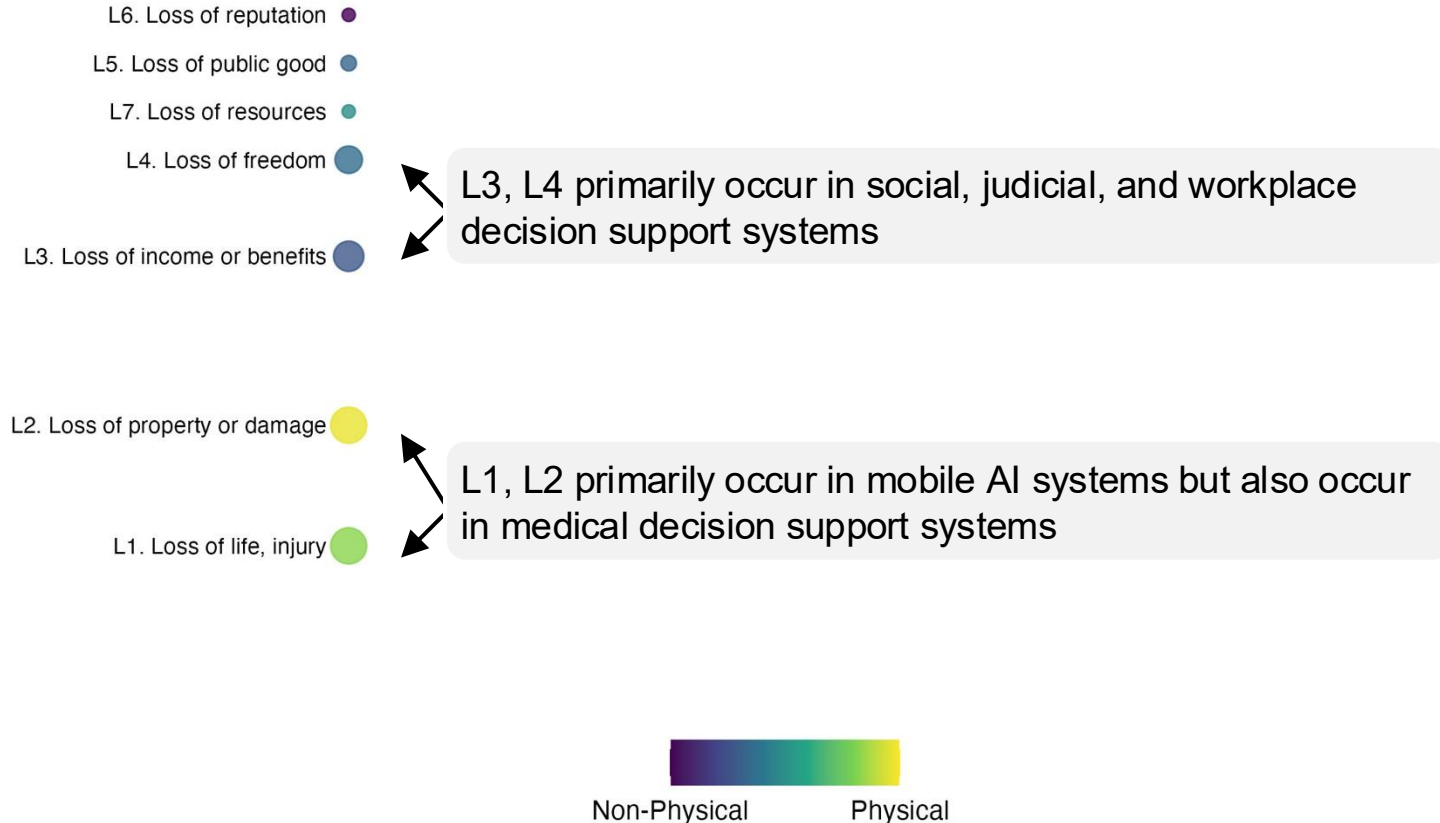 L6. Loss of reputation
L5. Loss of public good
L7. Loss of resources
L4. Loss of freedom
L3, L4 primarily occur in social, judicial, and workplace
decision support systems
L3. Loss of income or benefits
L2. Loss of property or damage
L1, L2 primarily occur in mobile AI systems but also occur
in medical decision support systems
L1. Loss of life, injury
Non-Physical
Physical